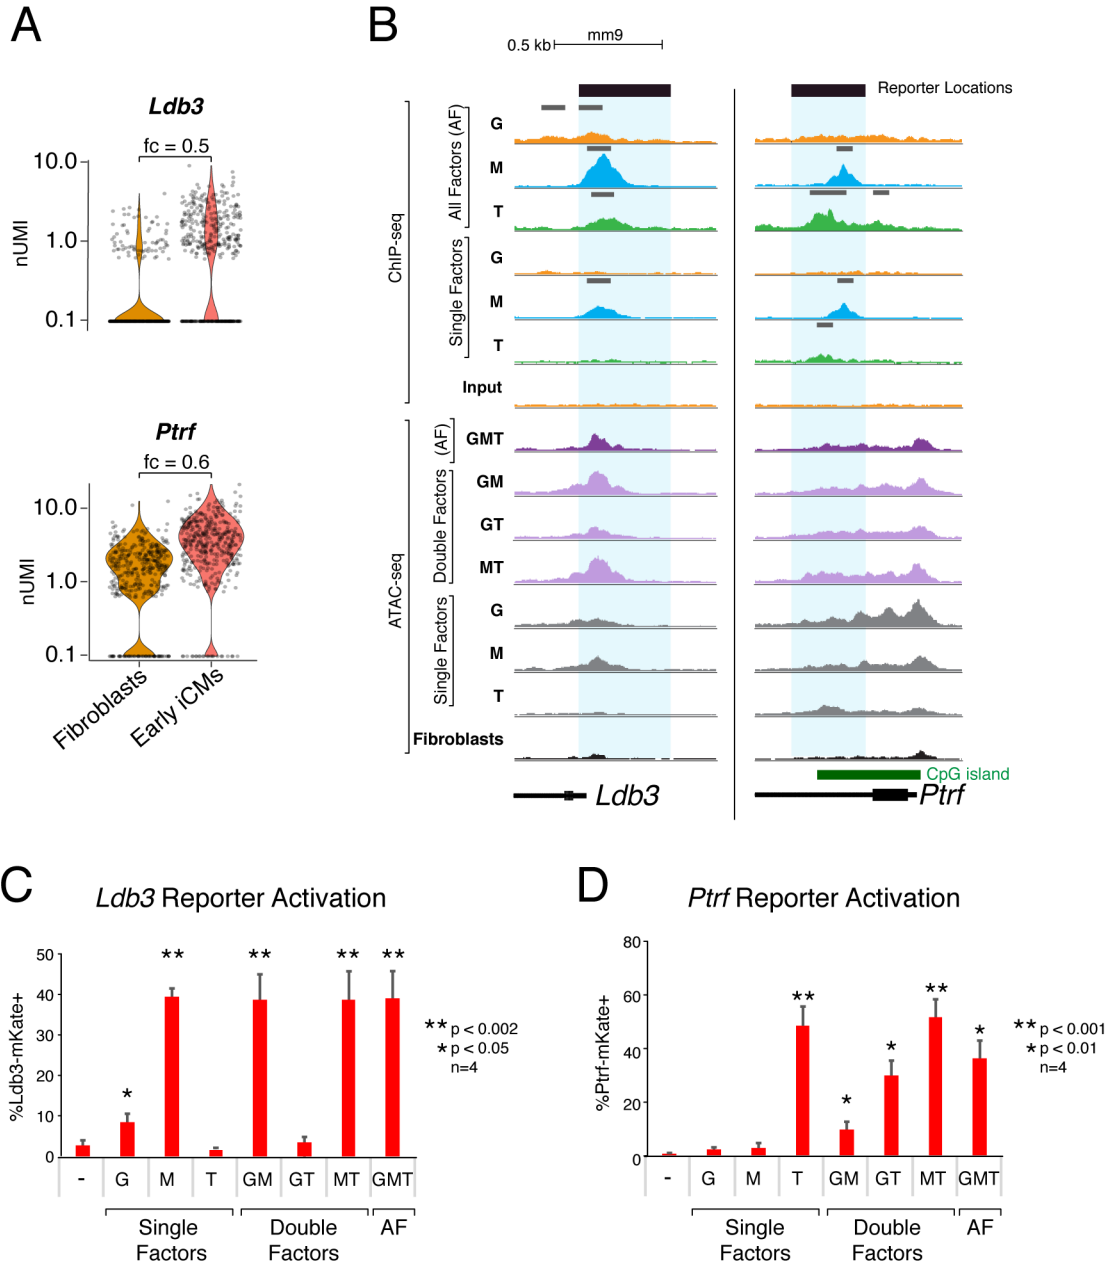 A
Ldb3
fc = 0.5
10.0
1.0
0.1
nUMI
Ptrf
fc = 0.6
10.0
1.0
0.1
nUMI
Fibroblasts
Early iCMs
B
0.5 kb
mm9
Reporter Locations
ChIP-seq
All Factors (AF)
G
M
T
Single Factors
G
M
T
Input
ATAC-seq
(AF)
GMT
Double Factors
GM
GT
MT
Single Factors
G
M
T
Fibroblasts
CpG island
Ldb3
Ptrf
C
Ldb3 Reporter Activation
%Ldb3-mKate+
50
40
30
20
10
0
*
**
**
**
**
** p < 0.002
* p < 0.05
n=4
- G M T GM GT MT GMT
Single Factors
Double Factors
AF
D
Ptrf Reporter Activation
%Ptrf-mKate+
80
60
40
20
0
**
*
*
**
*
** p < 0.001
* p < 0.01
n=4
- G M T GM GT MT GMT
Single Factors
Double Factors
AF